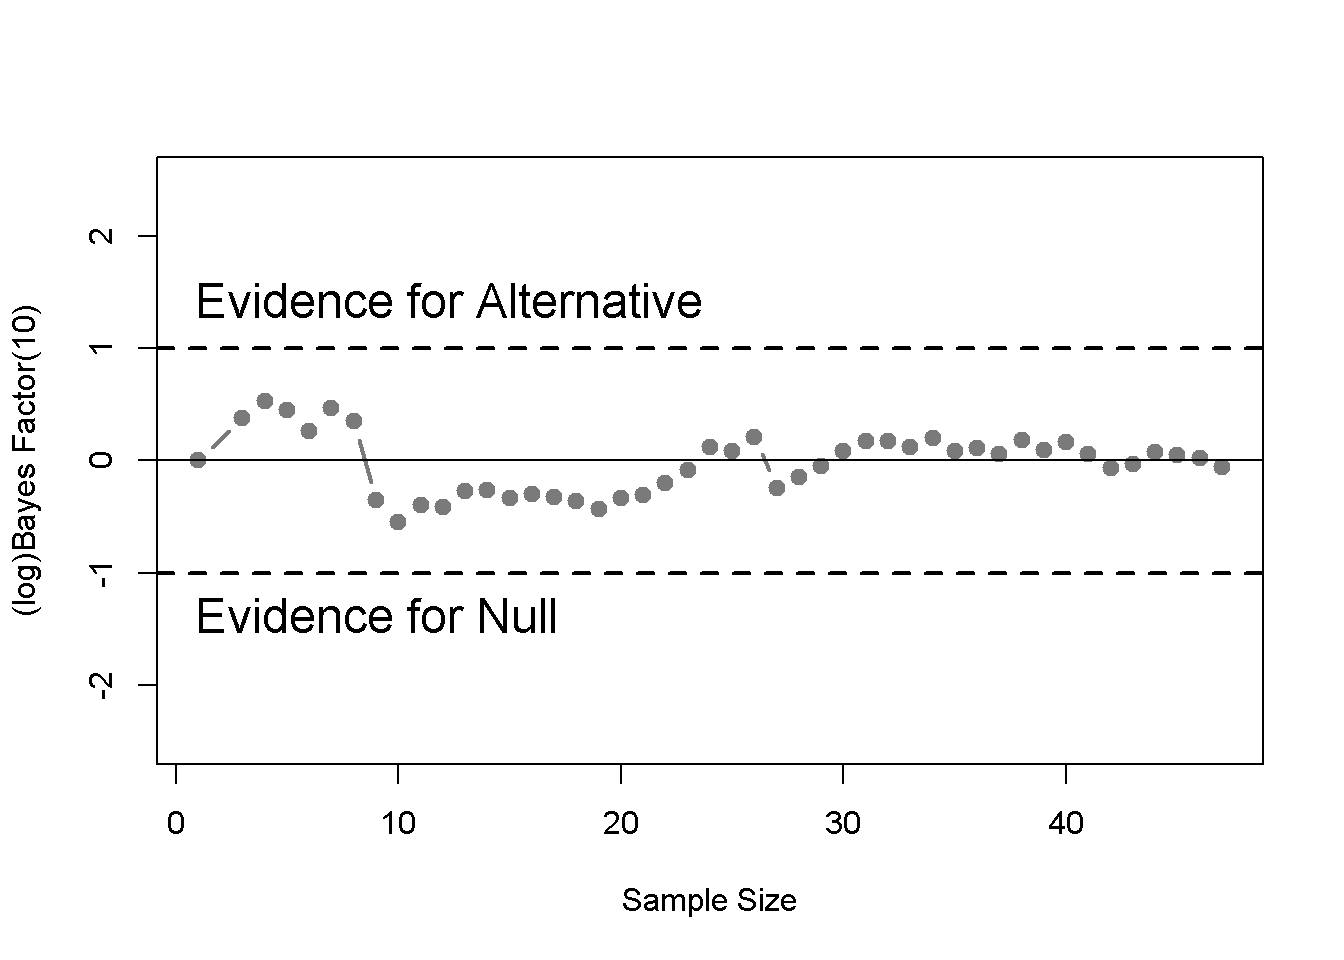 2
Evidence for Alternative
1
0
-1
Evidence for Null
-2
(log)Bayes Factor(10)
0 10 20 30 40
Sample Size